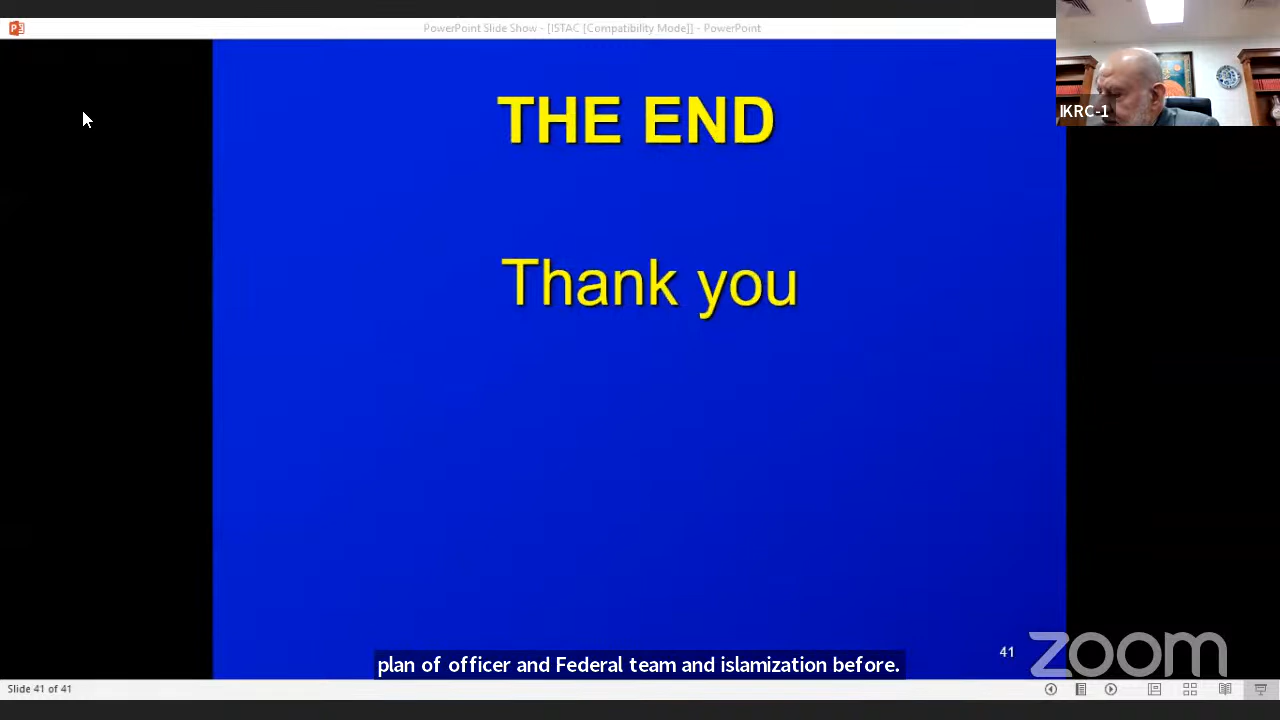 PowerPoint Slide Show - [ISTAC [Compatibility Mode]] - PowerPoint
IKRC-1
THE END
Thank you
41
zoom
plan of officer and Federal team and islamization before.
Slide 41 of 41